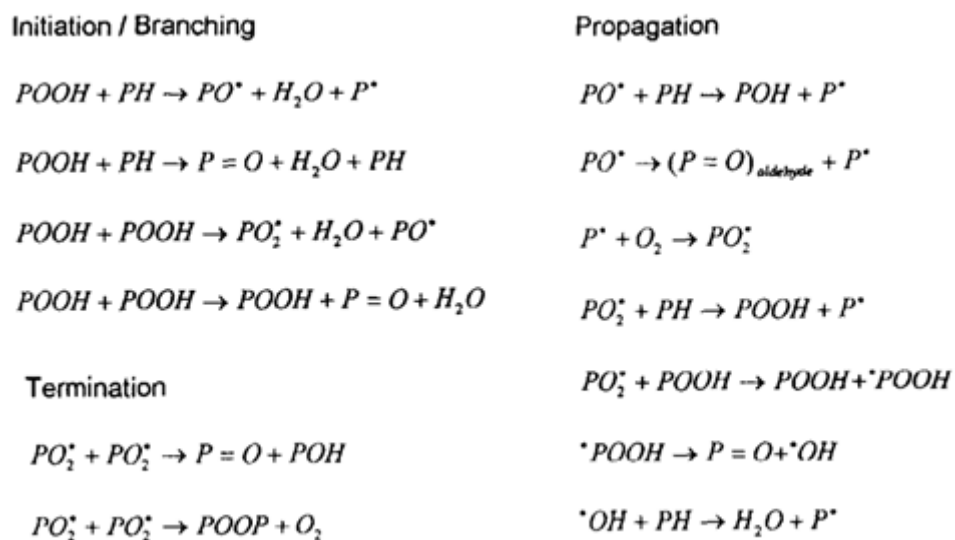 Initiation / Branching
POOH + PH → PO• + H₂O + P•
POOH + PH → P = O + H₂O + PH
POOH + POOH → PO₂• + H₂O + PO•
POOH + POOH → POOH + P = O + H₂O
Termination
PO₂• + PO₂• → P = O + POH
PO₂• + PO₂• → POOP + O₂
Propagation
PO• + PH → POH + P•
PO• → (P = O)aldehyde + P•
P• + O₂ → PO₂•
PO₂• + PH → POOH + P•
PO₂• + POOH → POOH+•POOH
•POOH → P = O+•OH
•OH + PH → H₂O + P•